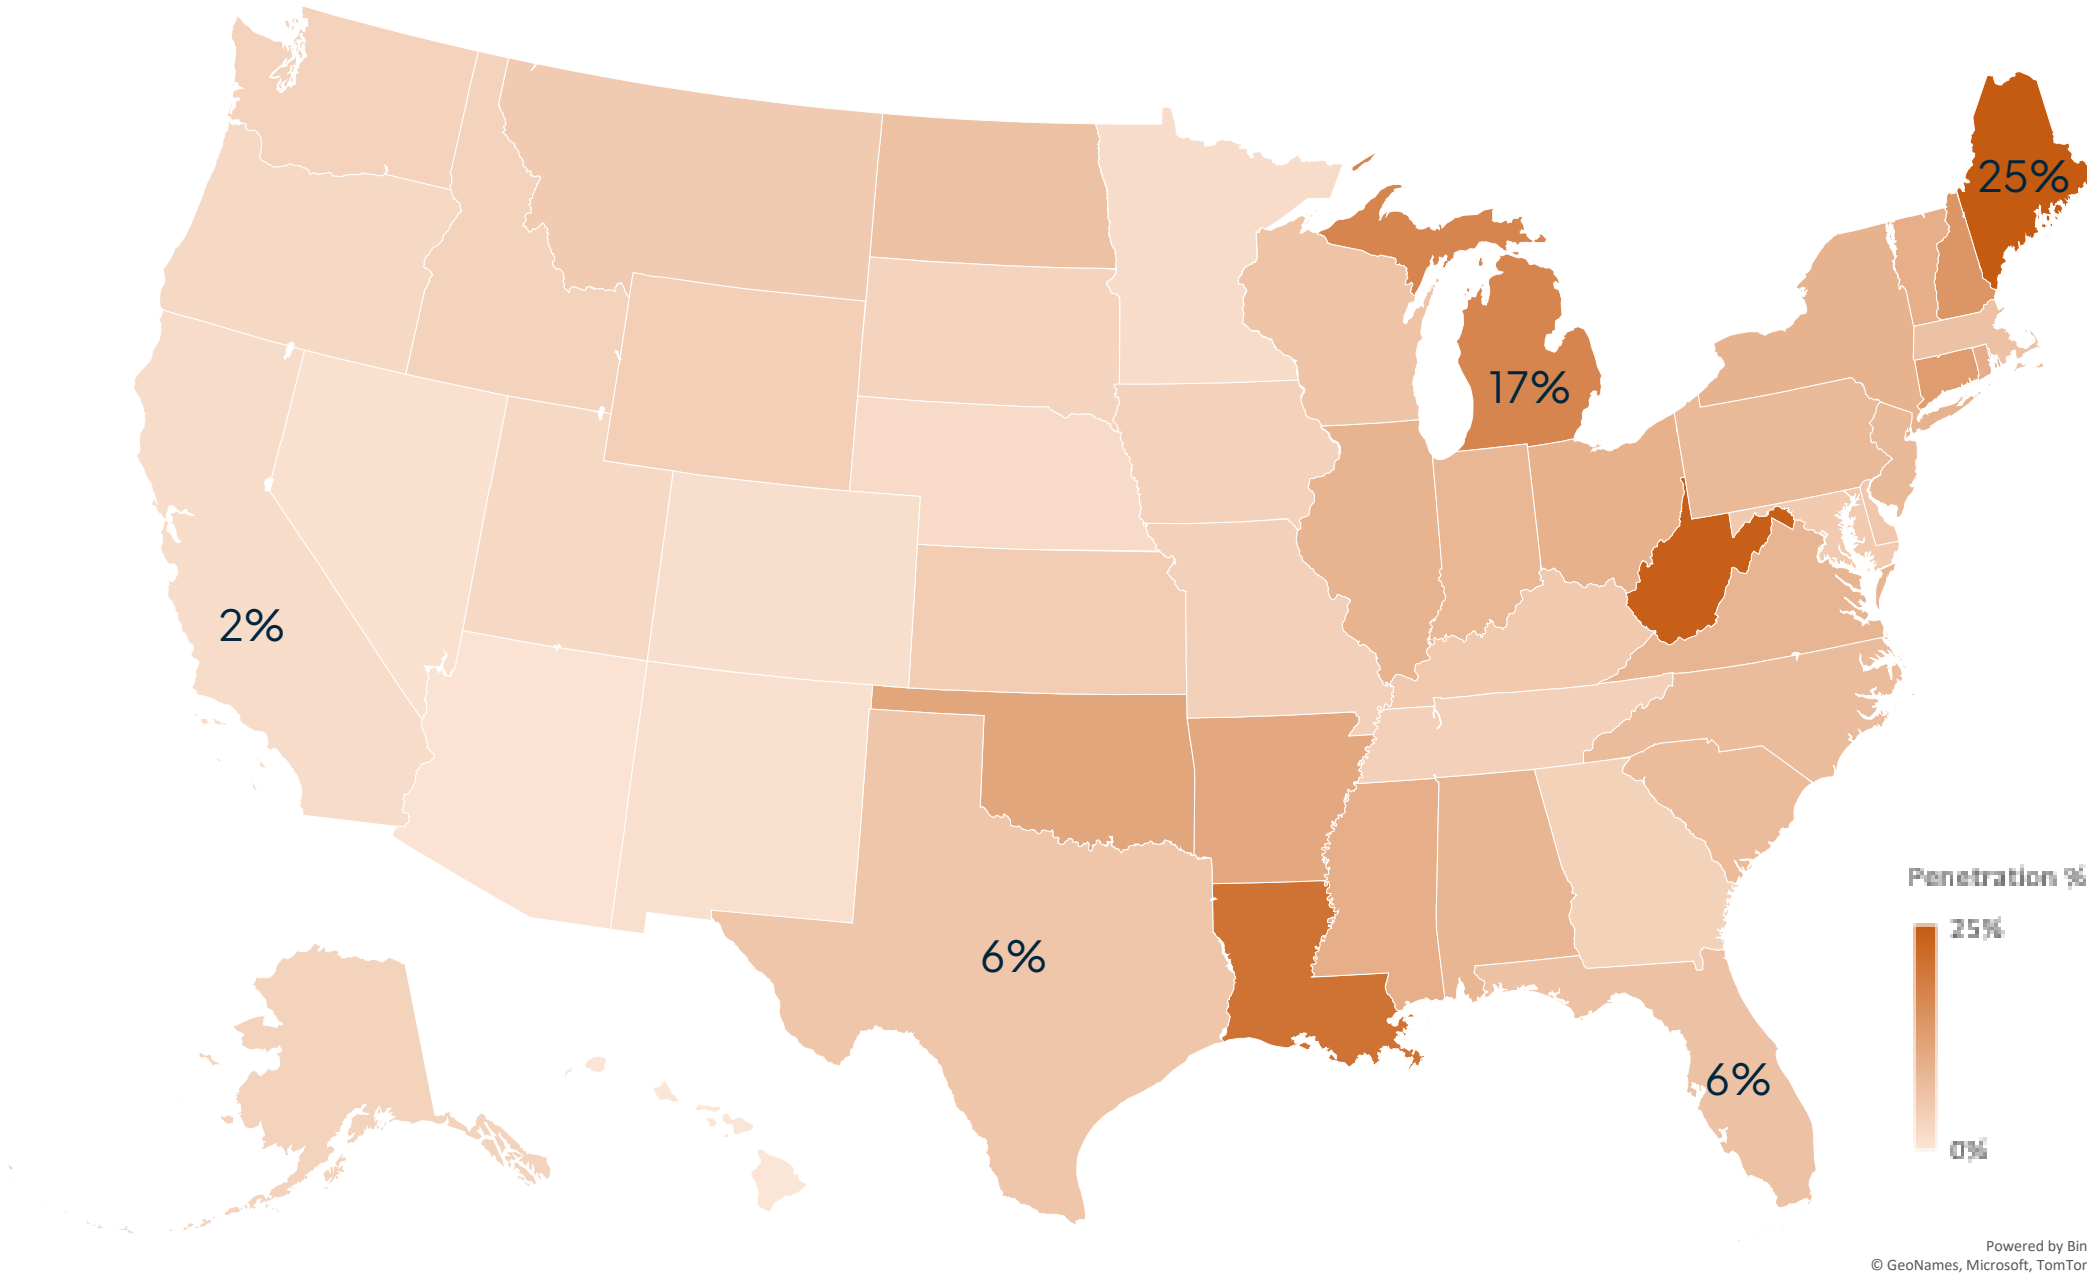 25%
17%
2%
6%
6%
Penetration %
25%
0%
Powered by Bin
© GeoNames, Microsoft, TomTor